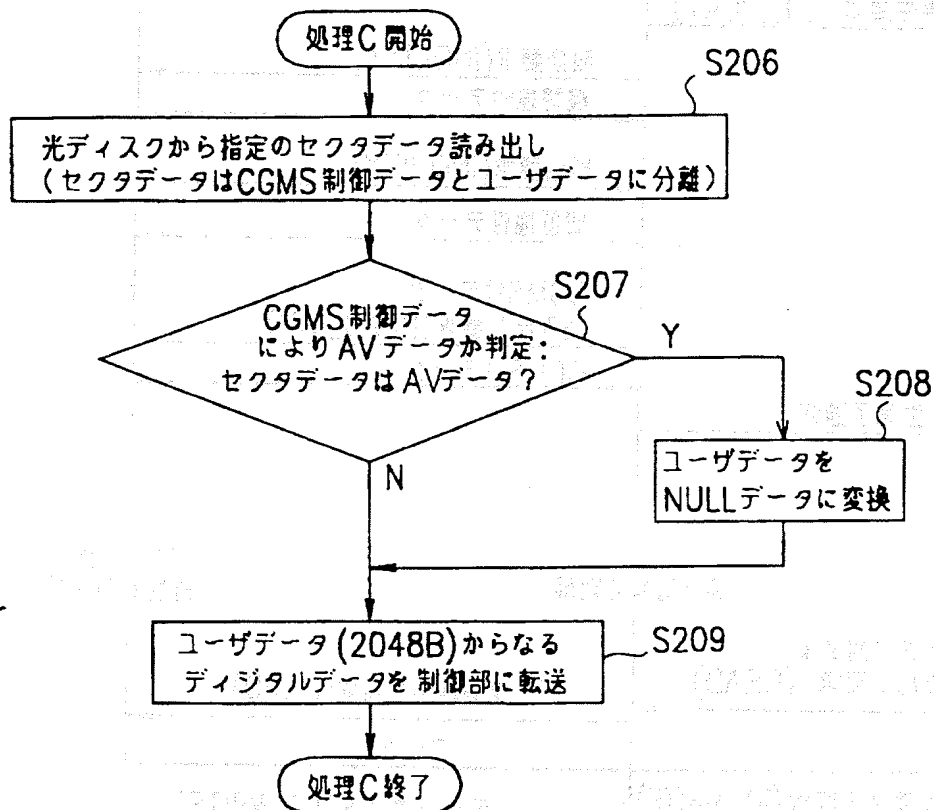 処理C開始
S206
光ディスクから指定のセクタデータ読み出し
(セクタデータはCGMS制御データとユーザデータに分離)
S207
CGMS制御データ
によりAVデータか判定:
セクタデータはAVデータ?
Y
S208
ユーザデータを
NULLデータに変換
N
ユーザデータ(2048B)からなる
ディジタルデータを制御部に転送
S209
処理C終了